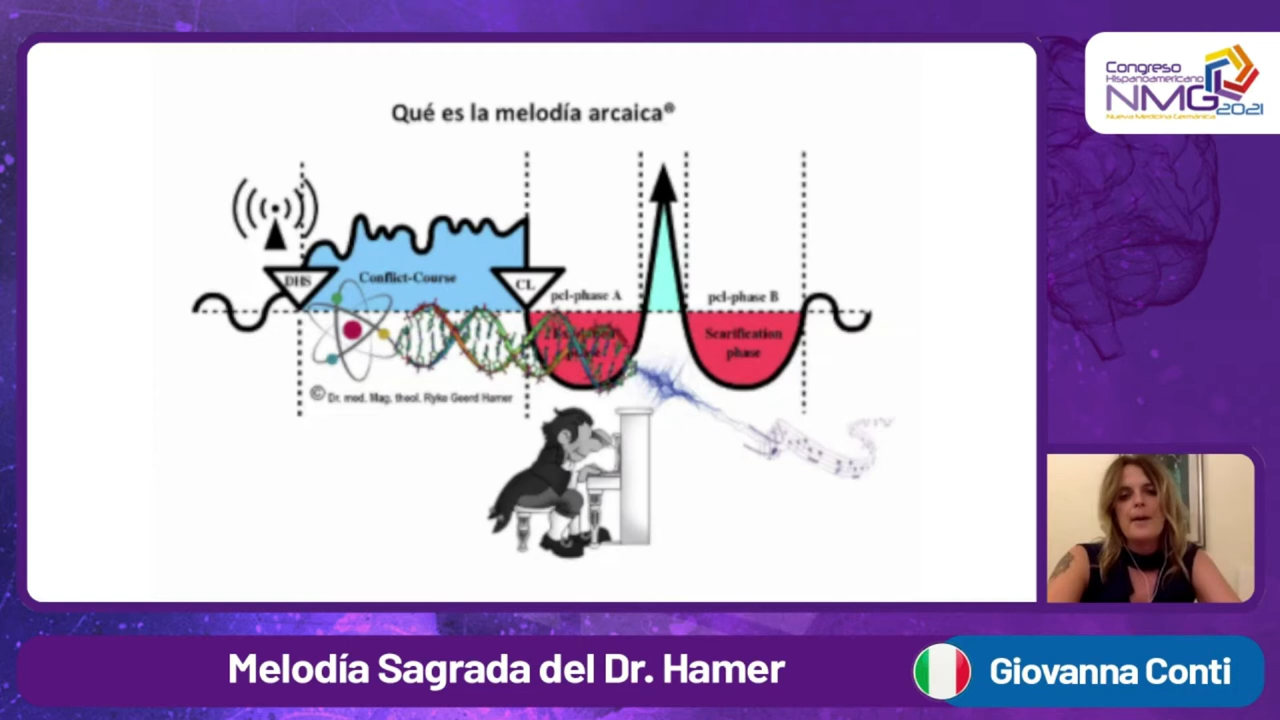 Qué es la melodía arcaica®
DHS
Conflict-Course
CL
pcl-phase A
pcl-phase B
Scarification
phase
© Dr. med. Mag. theol. Ryke Geerd Hamer
Congreso
Hispanoamericano
NMG
2021
Nueva Medicina Germánica
Melodía Sagrada del Dr. Hamer
Giovanna Conti